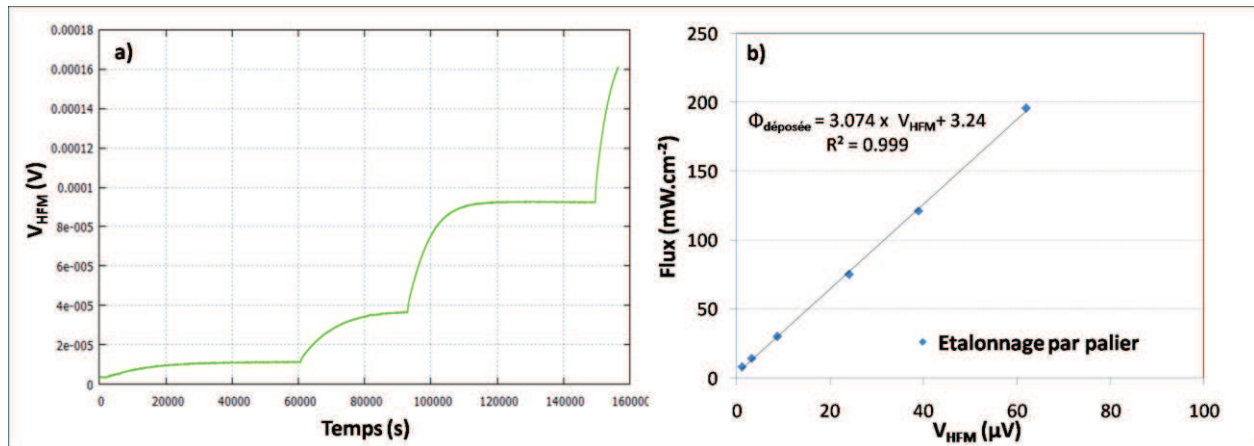 a)
0.00018
0.00016
0.00014
0.00012
0.0001
8e-005
6e-005
4e-005
2e-005
0
V_HFM (V)
0 20000 40000 60000 80000 100000 120000 140000 160000
Temps (s)
b)
250
200
150
100
50
0
Flux (mW.cm⁻²)
Φ_déposée = 3.074 x V_HFM + 3.24
R² = 0.999
Etalonnage par palier
0 20 40 60 80 100
V_HFM (µV)